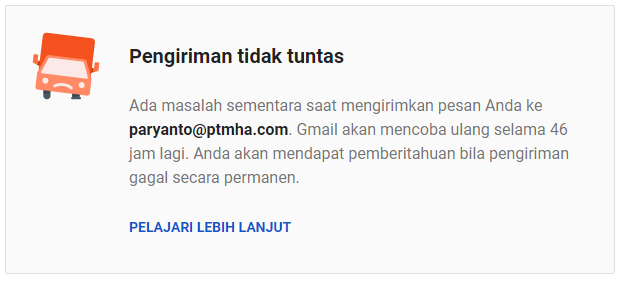 Pengiriman tidak tuntas
Ada masalah sementara saat mengirimkan pesan Anda ke
paryanto@ptmha.com. Gmail akan mencoba ulang selama 46
jam lagi. Anda akan mendapat pemberitahuan bila pengiriman
gagal secara permanen.
PELAJARI LEBIH LANJUT